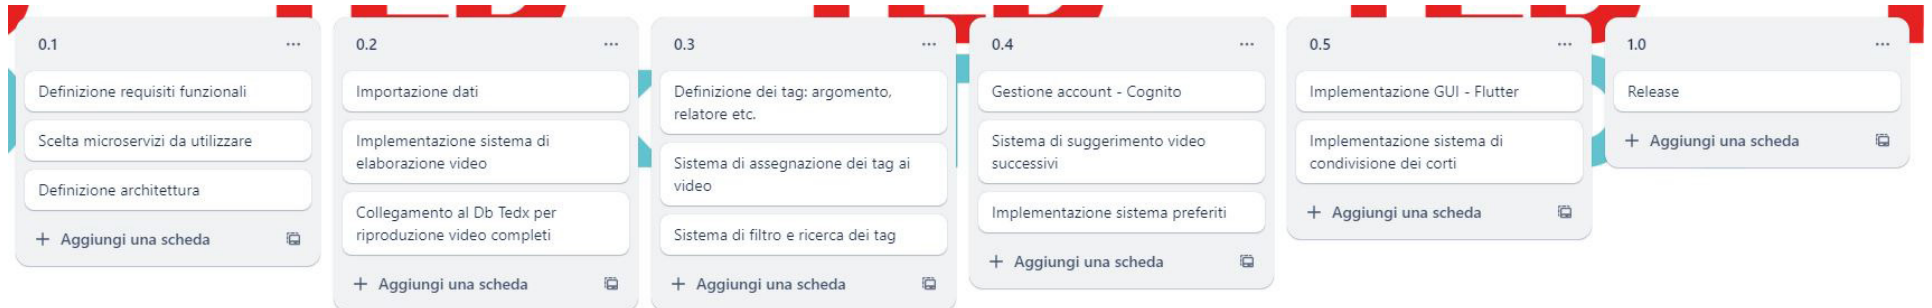 0.1
Definizione requisiti funzionali
Scelta microservizi da utilizzare
Definizione architettura
+ Aggiungi una scheda
0.2
Importazione dati
Implementazione sistema di
elaborazione video
Collegamento al Db Tedx per
riproduzione video completi
+ Aggiungi una scheda
0.3
Definizione dei tag: argomento,
relatore etc.
Sistema di assegnazione dei tag ai
video
Sistema di filtro e ricerca dei tag
+ Aggiungi una scheda
0.4
Gestione account - Cognito
Sistema di suggerimento video
successivi
Implementazione sistema preferiti
+ Aggiungi una scheda
0.5
Implementazione GUI - Flutter
Implementazione sistema di
condivisione dei corti
+ Aggiungi una scheda
1.0
Release
+ Aggiungi una scheda